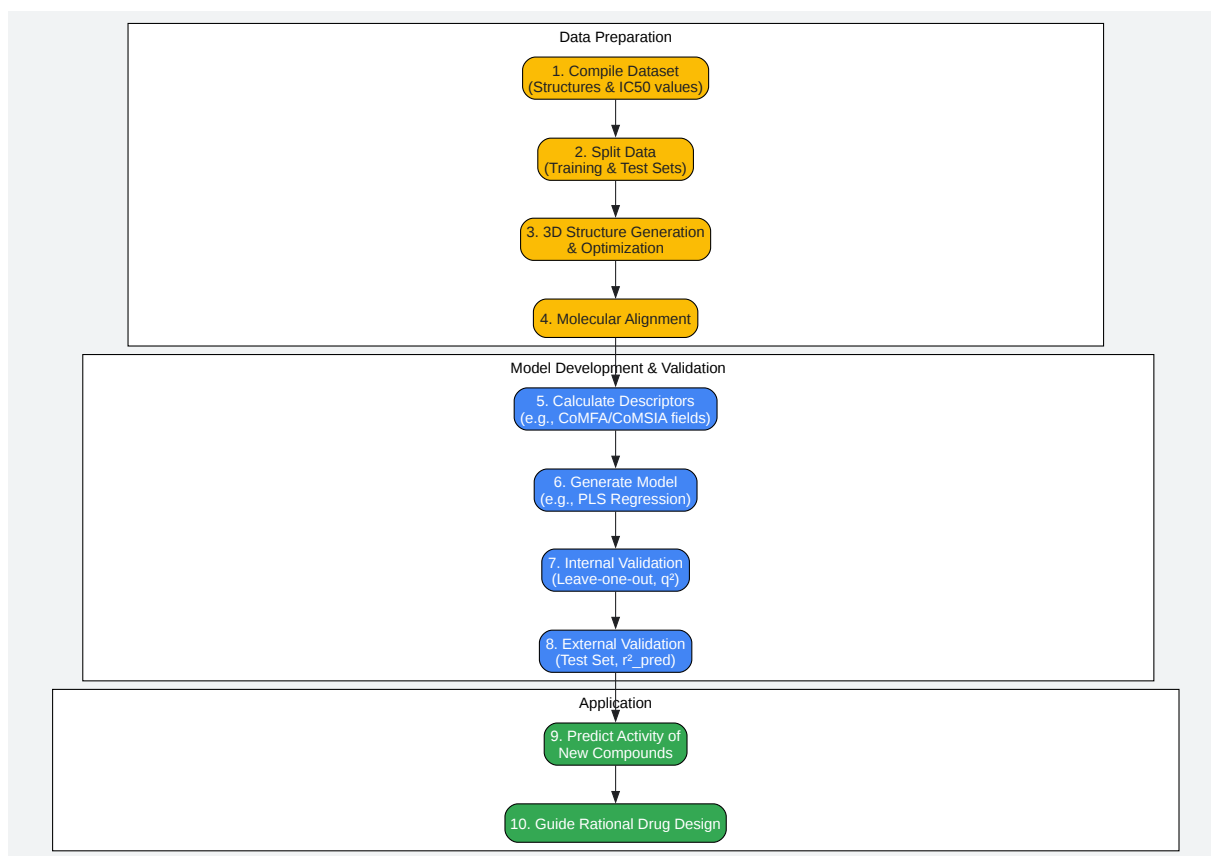 Data Preparation
1. Compile Dataset
(Structures & IC50 values)
2. Split Data
(Training & Test Sets)
3. 3D Structure Generation
& Optimization
4. Molecular Alignment
Model Development & Validation
5. Calculate Descriptors
(e.g., CoMFA/CoMSIA fields)
6. Generate Model
(e.g., PLS Regression)
7. Internal Validation
(Leave-one-out, q²)
8. External Validation
(Test Set, r²_pred)
Application
9. Predict Activity of
New Compounds
10. Guide Rational Drug Design